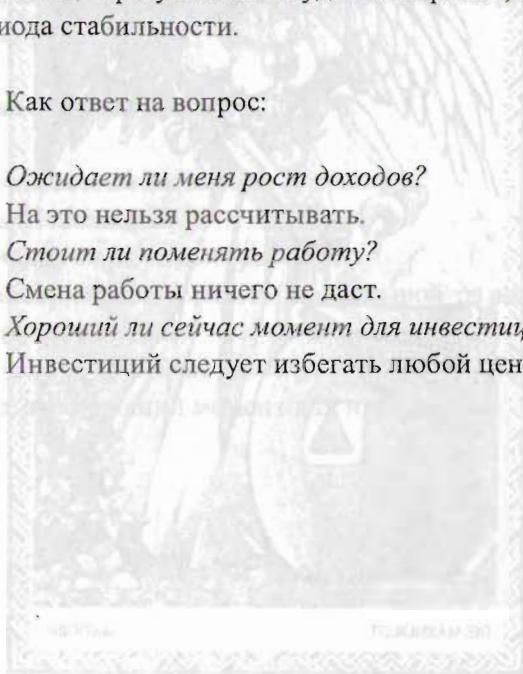 иода стабильности.
Как ответ на вопрос:
Ожидает ли меня рост доходов?
На это нельзя рассчитывать.
Стоит ли поменять работу?
Смена работы ничего не даст.
Хороший ли сейчас момент для инвестиц
Инвестиций следует избегать любой цен